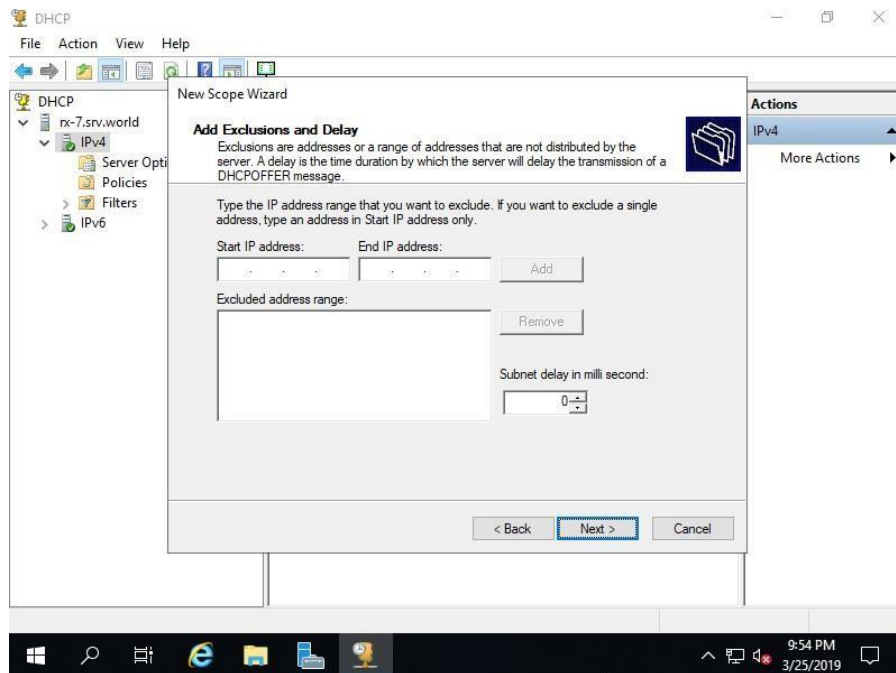 DHCP
File Action View Help
DHCP
rx-7.srv.world
IPv4
Server Opti
Policies
Filters
IPv6
New Scope Wizard
Add Exclusions and Delay
Exclusions are addresses or a range of addresses that are not distributed by the
server. A delay is the time duration by which the server will delay the transmission of a
DHCPOFFER message.
Type the IP address range that you want to exclude. If you want to exclude a single
address, type an address in Start IP address only.
Start IP address: End IP address:
Add
Excluded address range:
Remove
Subnet delay in milli second:
0
< Back Next > Cancel
Actions
IPv4
More Actions
9:54 PM
3/25/2019